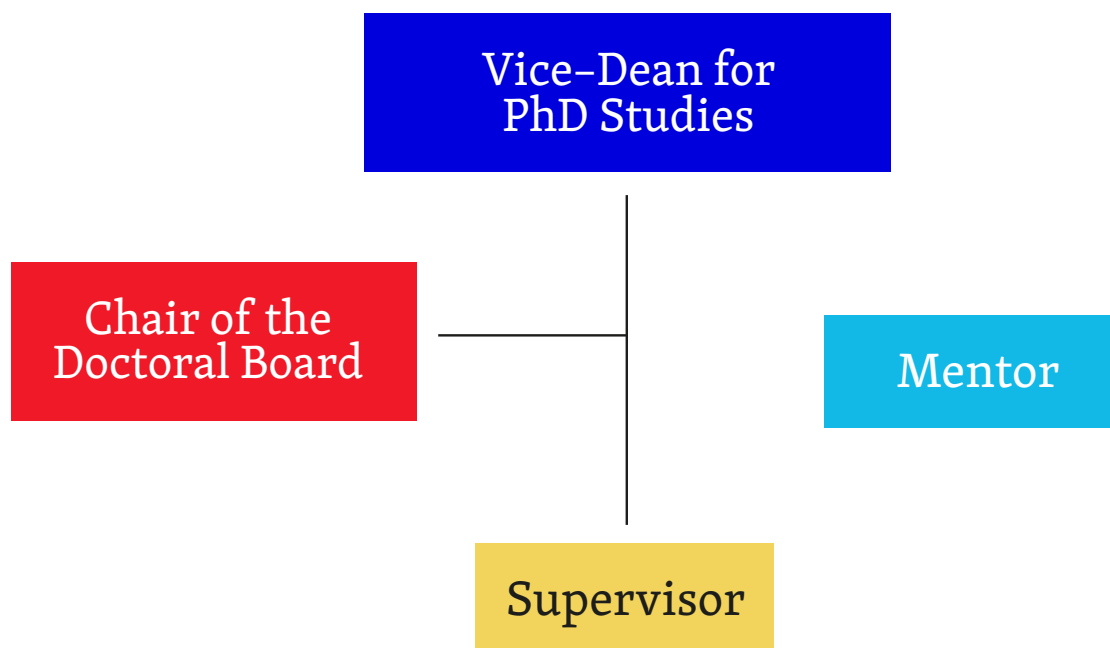 Vice–Dean for
PhD Studies
Chair of the
Doctoral Board
Mentor
Supervisor